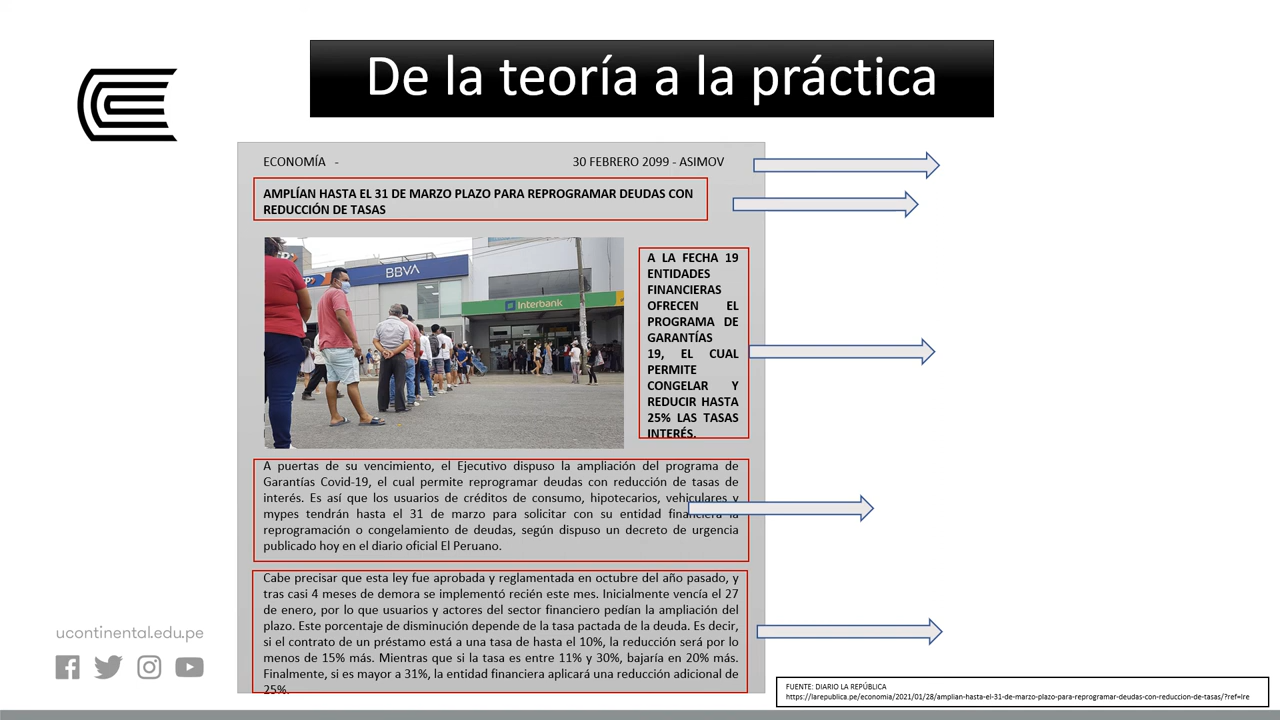 De la teoría a la práctica
ECONOMÍA - 30 FEBRERO 2099 - ASIMOV
AMPLÍAN HASTA EL 31 DE MARZO PLAZO PARA REPROGRAMAR DEUDAS CON
REDUCCIÓN DE TASAS
BBVA
Interbank
A LA FECHA 19
ENTIDADES
FINANCIERAS
OFRECEN EL
PROGRAMA DE
GARANTÍAS
19, EL CUAL
PERMITE
CONGELAR Y
REDUCIR HASTA
25% LAS TASAS
INTERÉS.
A puertas de su vencimiento, el Ejecutivo dispuso la ampliación del programa de
Garantías Covid-19, el cual permite reprogramar deudas con reducción de tasas de
interés. Es así que los usuarios de créditos de consumo, hipotecarios, vehiculares y
mypes tendrán hasta el 31 de marzo para solicitar con su entidad financiera la
reprogramación o congelamiento de deudas, según dispuso un decreto de urgencia
publicado hoy en el diario oficial El Peruano.
Cabe precisar que esta ley fue aprobada y reglamentada en octubre del año pasado, y
tras casi 4 meses de demora se implementó recién este mes. Inicialmente vencía el 27
de enero, por lo que usuarios y actores del sector financiero pedían la ampliación del
plazo. Este porcentaje de disminución depende de la tasa pactada de la deuda. Es decir,
si el contrato de un préstamo está a una tasa de hasta el 10%, la reducción será por lo
menos de 15% más. Mientras que si la tasa es entre 11% y 30%, bajaría en 20% más.
Finalmente, si es mayor a 31%, la entidad financiera aplicará una reducción adicional de
25%.
ucontinental.edu.pe
FUENTE: DIARIO LA REPÚBLICA
https://larepublica.pe/economia/2021/01/28/amplian-hasta-el-31-de-marzo-plazo-para-reprogramar-deudas-con-reduccion-de-tasas/?ref=lre